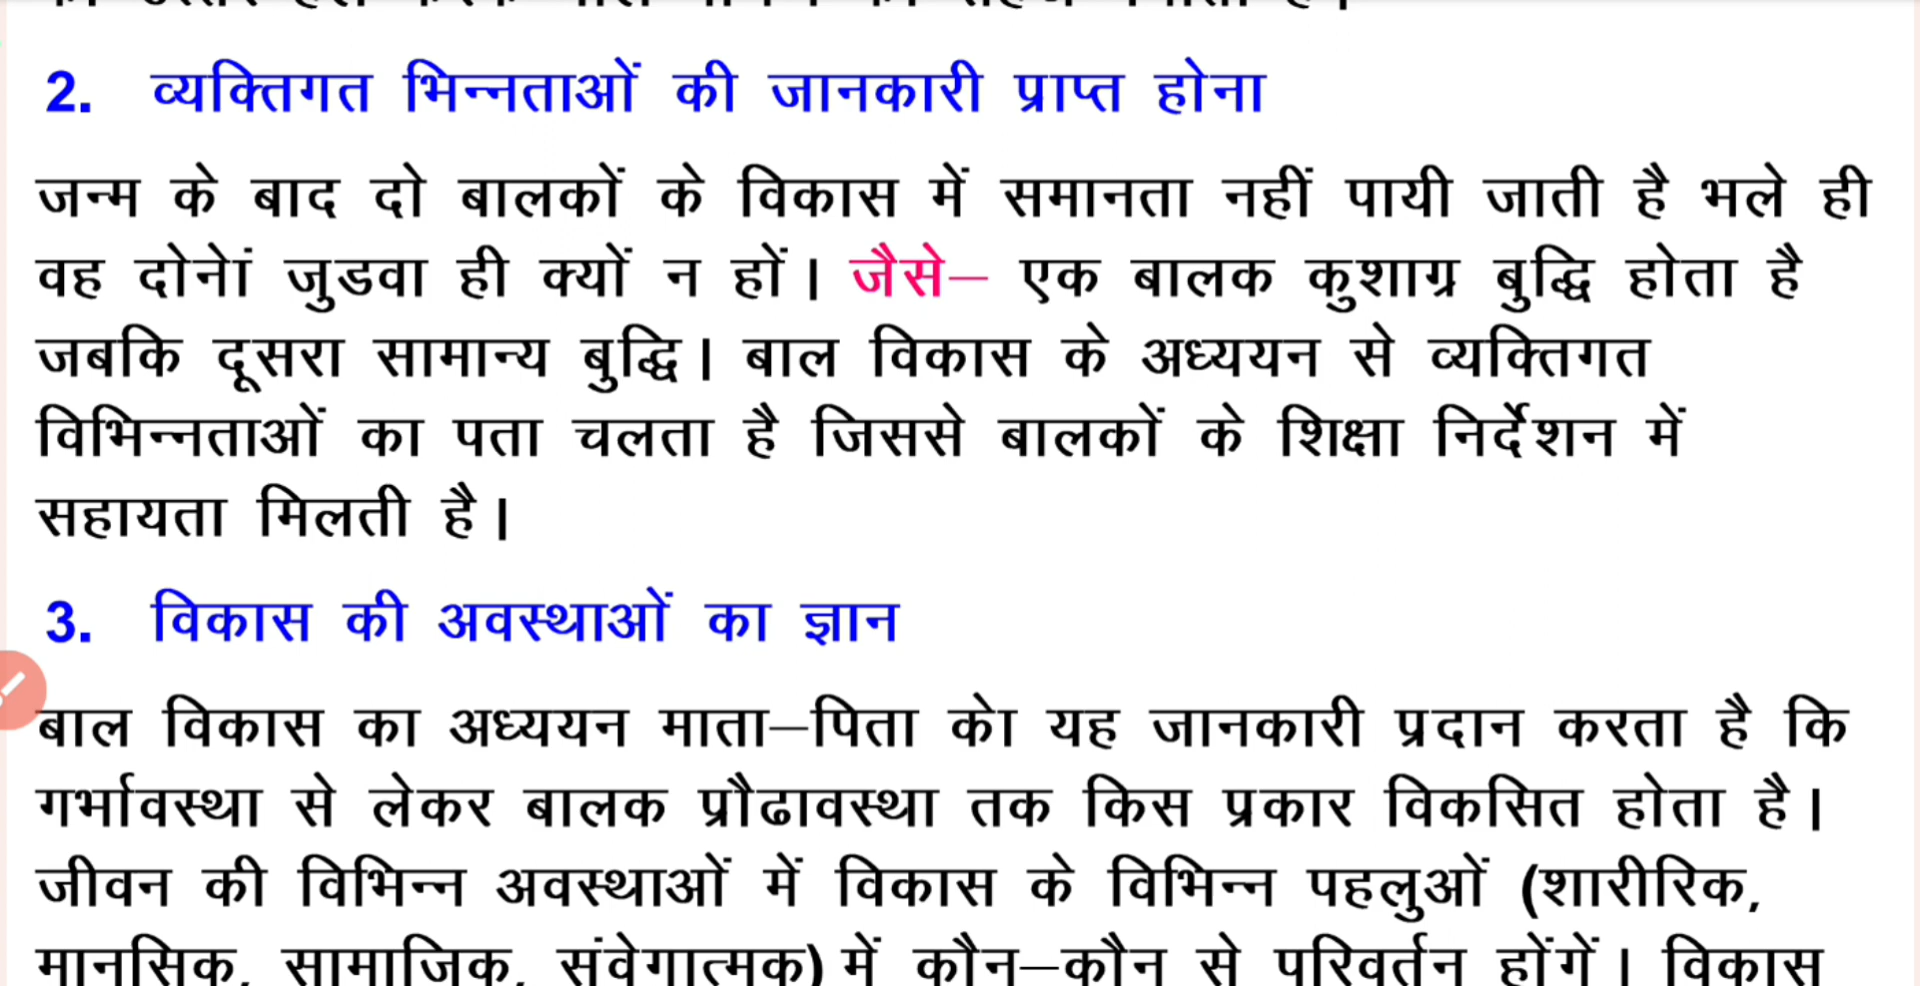 2. व्यक्तिगत भिन्नताओं की जानकारी प्राप्त होना
जन्म के बाद दो बालकों के विकास में समानता नहीं पायी जाती है भले ही
वह दोनेां जुडवा ही क्यों न हों। जैसे– एक बालक कुशाग्र बुद्धि होता है
जबकि दूसरा सामान्य बुद्धि। बाल विकास के अध्ययन से व्यक्तिगत
विभिन्नताओं का पता चलता है जिससे बालकों के शिक्षा निर्देशन में
सहायता मिलती है।
3. विकास की अवस्थाओं का ज्ञान
बाल विकास का अध्ययन माता–पिता केा यह जानकारी प्रदान करता है कि
गर्भावस्था से लेकर बालक प्रौढावस्था तक किस प्रकार विकसित होता है।
जीवन की विभिन्न अवस्थाओं में विकास के विभिन्न पहलुओं (शारीरिक,
मानसिक, सामाजिक, संवेगात्मक) में कौन–कौन से परिवर्तन होंगें। विकास